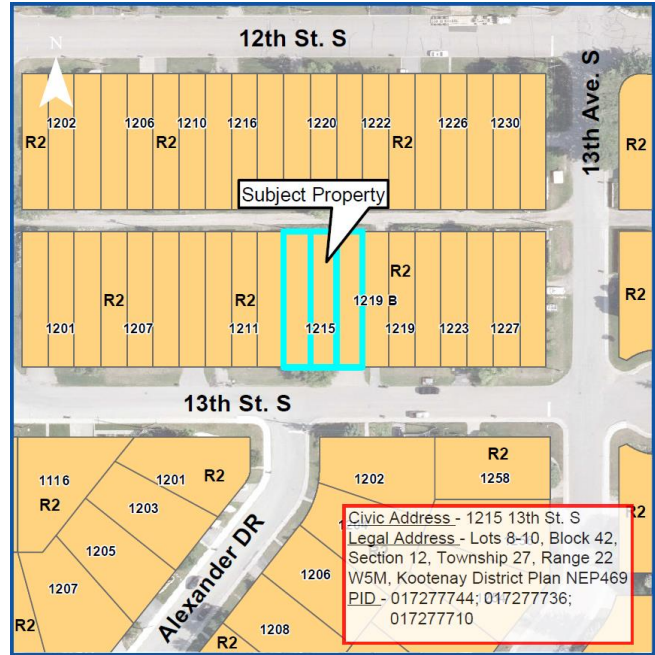 12th St. S
N
13th Ave. S
1202 1206 1210 1216 1220 1222 1226 1230
R2 R2 R2 R2
Subject Property
R2 R2 R2 R2
1219 B
1201 1207 1211 1215 1219 1223 1227
13th St. S
R2
1116 1201 R2 1202 1258
R2 1203 R2
1205
1207 1206
Alexander DR
R2 1208
R2
Civic Address - 1215 13th St. S
Legal Address - Lots 8-10, Block 42,
Section 12, Township 27, Range 22
W5M, Kootenay District Plan NEP469
PID - 017277744; 017277736;
017277710